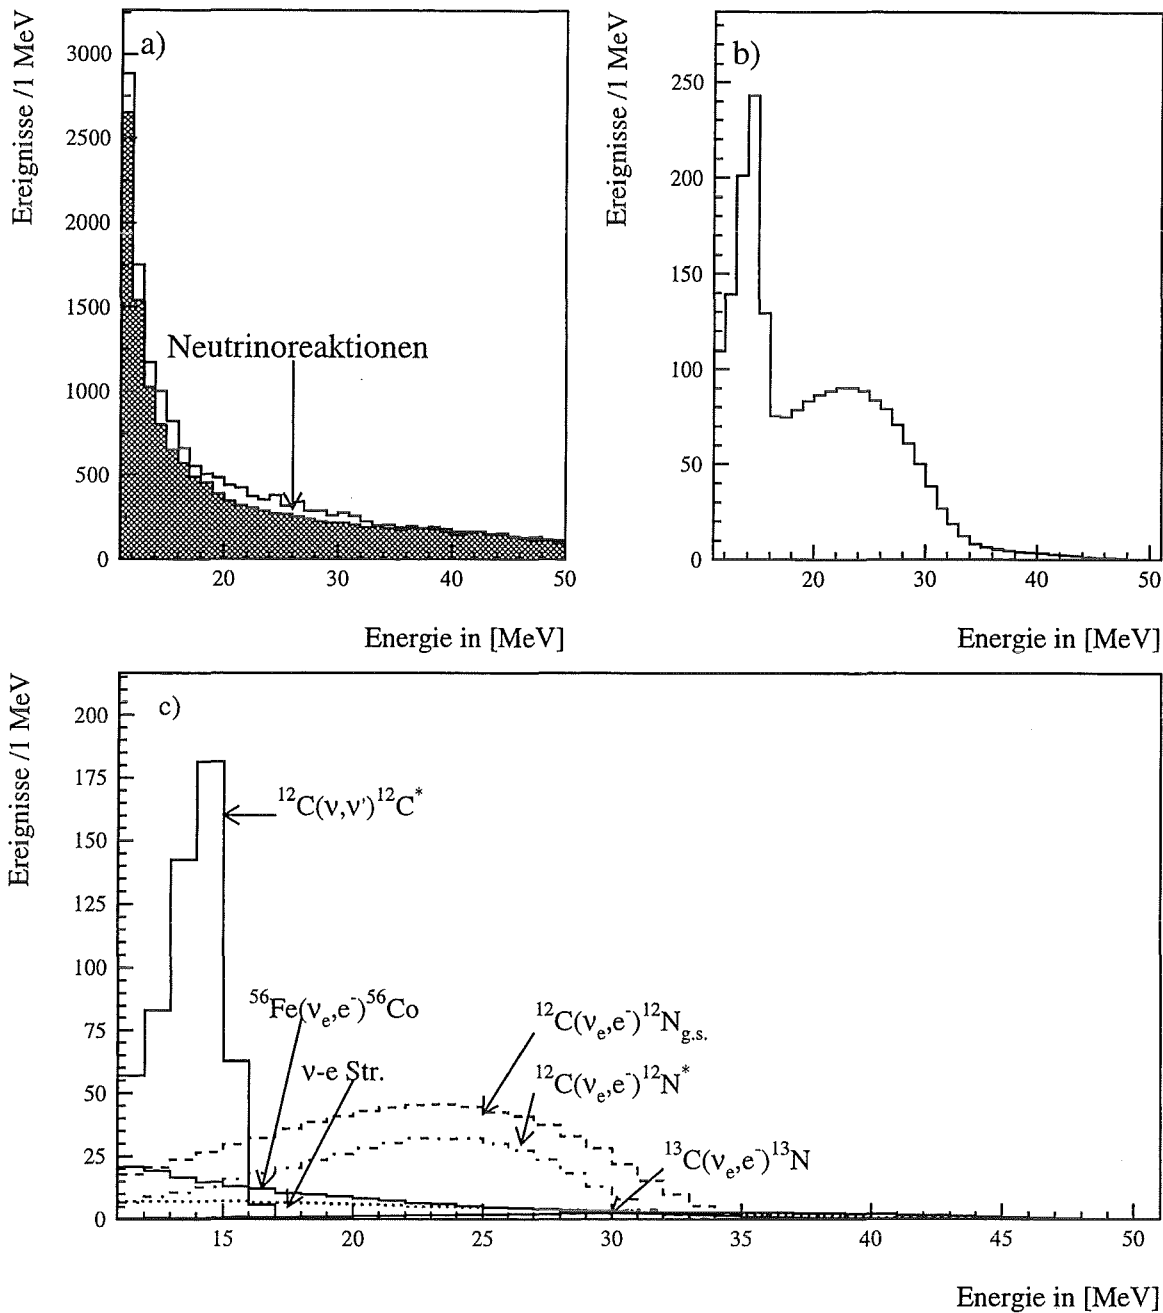 a)
Ereignisse /1 MeV
3000
2500
2000
1500
1000
500
0
Neutrinoreaktionen
20 30 40 50
Energie in [MeV]
b)
Ereignisse /1 MeV
250
200
150
100
50
0
20 30 40 50
Energie in [MeV]
c)
Ereignisse /1 MeV
200
175
150
125
100
75
50
25
0
¹²C(ν,ν')¹²C*
⁵⁶Fe(νₑ,e⁻)⁵⁶Co
ν-e Str.
¹²C(νₑ,e⁻)¹²N_g.s.
¹²C(νₑ,e⁻)¹²N*
¹³C(νₑ,e⁻)¹³N
15 20 25 30 35 40 45 50
Energie in [MeV]